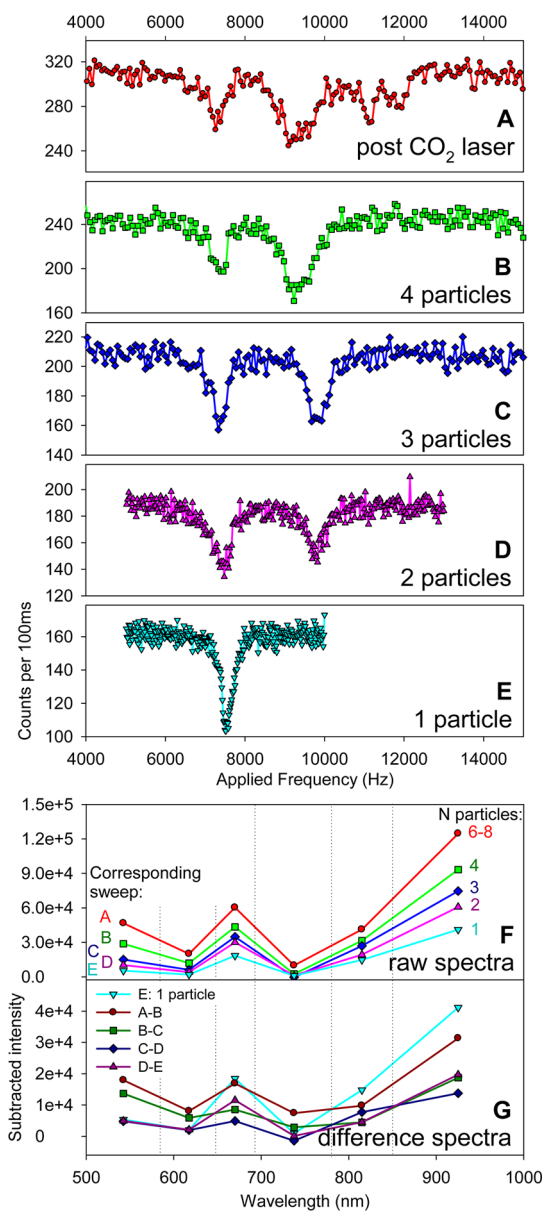 4000 6000 8000 10000 12000 14000
320
280
240
A
post CO2 laser
240
200
160
B
4 particles
220
200
180
160
140
C
3 particles
200
180
160
140
120
D
2 particles
160
140
120
100
E
1 particle
Counts per 100ms
4000 6000 8000 10000 12000 14000
Applied Frequency (Hz)
1.5e+5
1.2e+5
9.0e+4
6.0e+4
3.0e+4
0.0
Corresponding
sweep:
A
B
C
D
E
N particles:
6-8
4
3
2
1
F
raw spectra
4e+4
3e+4
2e+4
1e+4
0
Subtracted intensity
E: 1 particle
A-B
B-C
C-D
D-E
G
difference spectra
500 600 700 800 900 1000
Wavelength (nm)